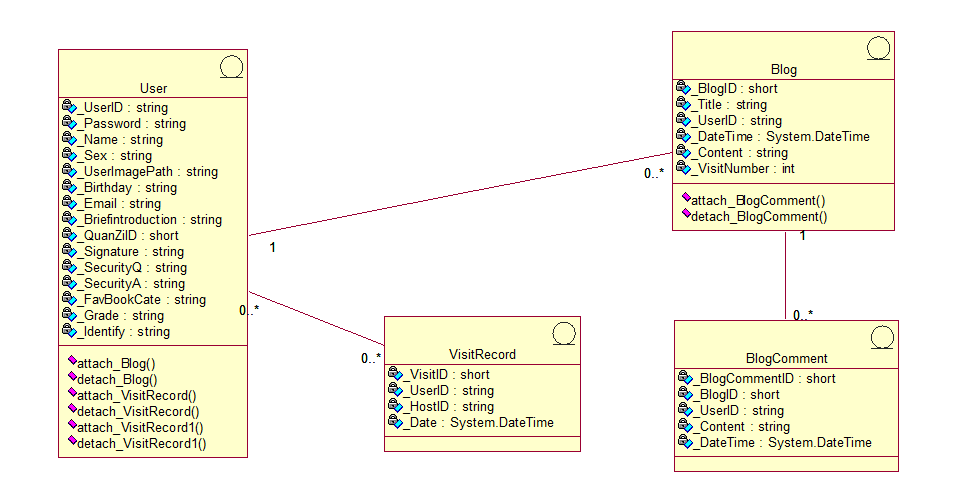 User
_UserID : string
_Password : string
_Name : string
_Sex : string
_UserImagePath : string
_Birthday : string
_Email : string
_Briefintroduction : string
_QuanZiID : short
_Signature : string
_SecurityQ : string
_SecurityA : string
_FavBookCate : string
_Grade : string
_Identify : string
attach_Blog()
detach_Blog()
attach_VisitRecord()
detach_VisitRecord()
attach_VisitRecord1()
detach_VisitRecord1()
1
0..*
0..*
0..*
Blog
_BlogID : short
_Title : string
_UserID : string
_DateTime : System.DateTime
_Content : string
_VisitNumber : int
attach_BlogComment()
detach_BlogComment()
1
0..*
VisitRecord
_VisitID : short
_UserID : string
_HostID : string
_Date : System.DateTime
BlogComment
_BlogCommentID : short
_BlogID : short
_UserID : string
_Content : string
_DateTime : System.DateTime